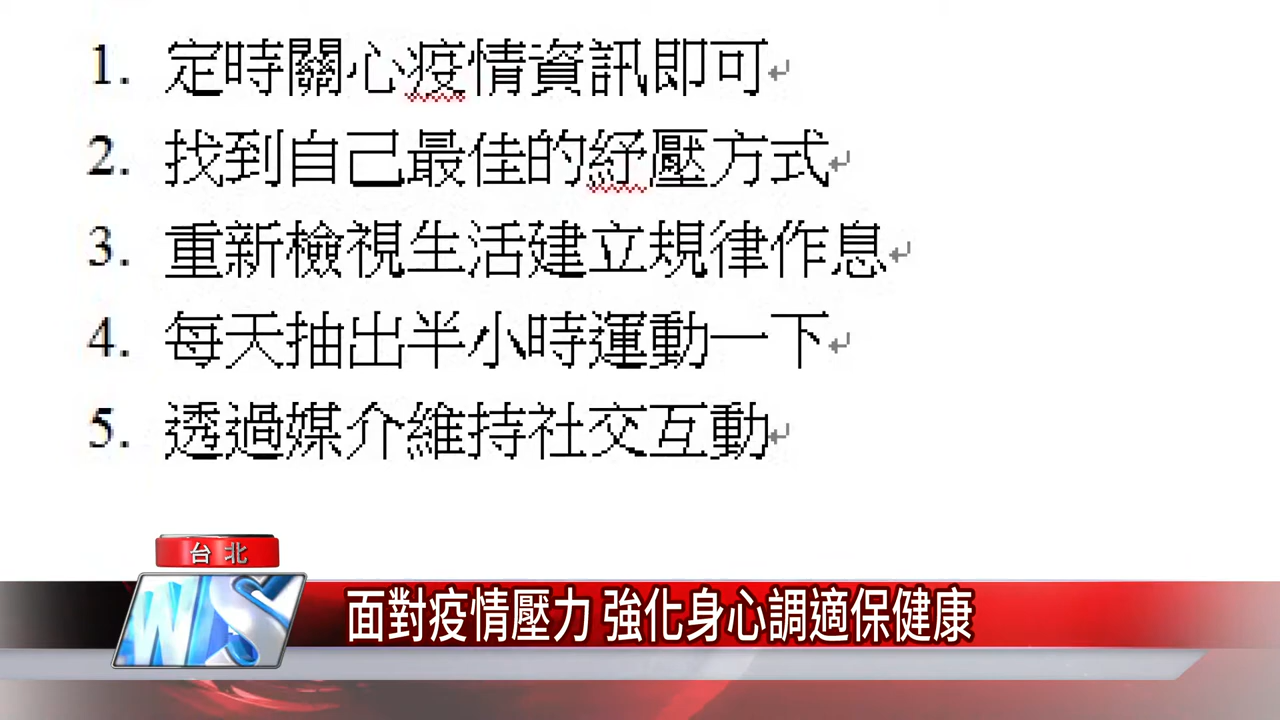 1. 定時關心疫情資訊即可
2. 找到自己最佳的紓壓方式
3. 重新檢視生活建立規律作息
4. 每天抽出半小時運動一下
5. 透過媒介維持社交互動
台北
WS
面對疫情壓力 強化身心調適保健康